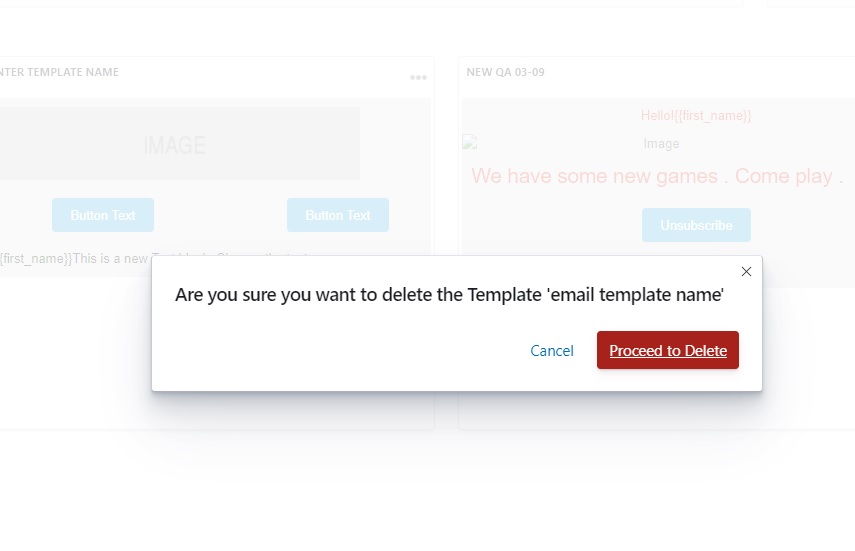 NTER TEMPLATE NAME
•••
IMAGE
Button Text
Button Text
{first_name}}This is a new Text
NEW QA 03-09
Hello!{{first_name}}
Image
We have some new games . Come play .
Unsubscribe
Are you sure you want to delete the Template 'email template name'
Cancel
Proceed to Delete